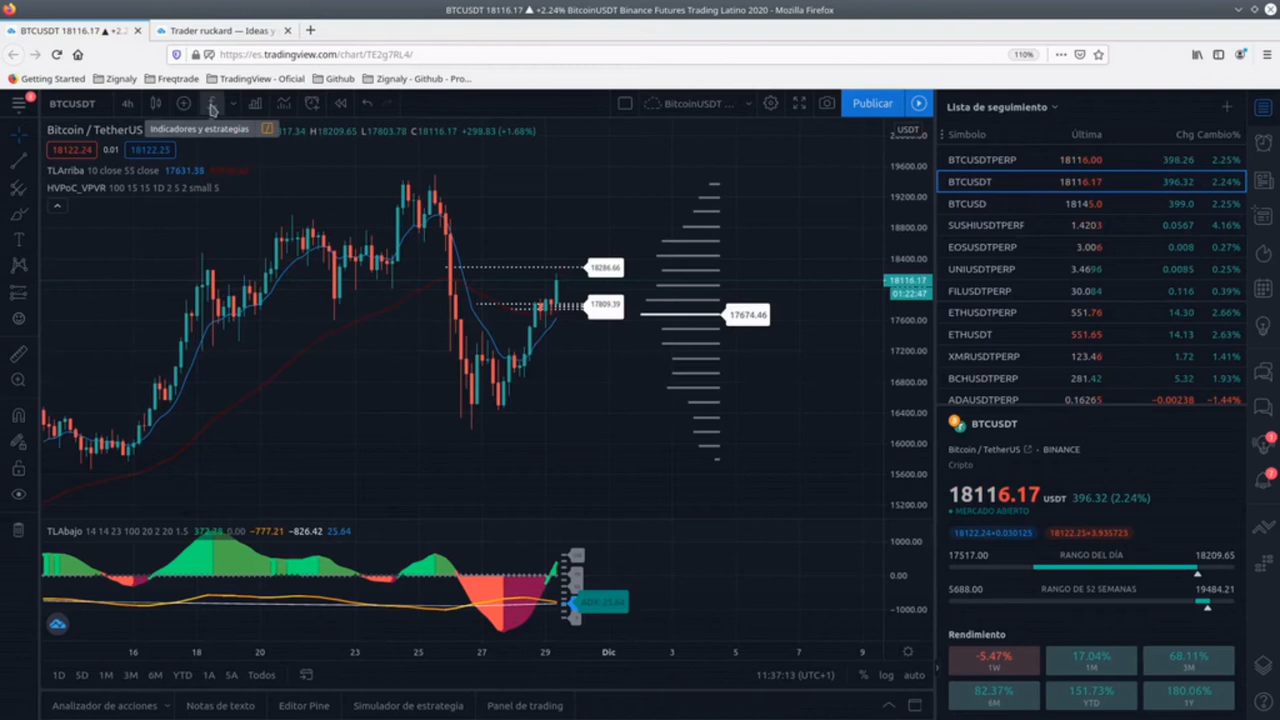 BTCUSDT 18116.17 ▲ +2.24% BitcoinUSDT Binance Futures Trading Latino 2020 - Mozilla Firefox
BTCUSDT 18116.17 ▲ +2.2
Trader ruckard — Ideas y
https://es.tradingview.com/chart/TE2g7RL4/
110%
Getting Started
Zignaly
Freqtrade
TradingView - Oficial
Github
Zignaly - Github - Pro...
BTCUSDT
4h
BitcoinUSDT ...
Publicar
Bitcoin / TetherUS
Indicadores y estrategias
17.34 H18209.65 L17803.78 C18116.17 +298.83 (+1.68%)
18122.24 0.01 18122.25
TLArriba 10 close 55 close 17631.38
HVPoC_VPVR 100 15 15 1D 2 5 2 small 5
USDT
19600.00
19200.00
18800.00
18400.00
18116.17
01:22:47
17600.00
17200.00
16800.00
16400.00
16000.00
15600.00
15200.00
18286.66
17809.39
17674.46
TLAbajo 14 14 23 100 20 2 20 1.5 372.78 0.00 −777.21 −826.42 25.64
1000.00
0.00
−1000.00
16 18 20 23 25 27 29 Dic 3 5 7 9
1D 5D 1M 3M 6M YTD 1A 5A Todos
11:37:13 (UTC+1)
% log auto
Analizador de acciones
Notas de texto
Editor Pine
Simulador de estrategia
Panel de trading
Lista de seguimiento
Símbolo Última Chg Cambio%
BTCUSDTPERP 18116.00 398.26 2.25%
BTCUSDT 18116.17 396.32 2.24%
BTCUSD 18145.0 399.0 2.25%
SUSHIUSDTPERP 1.4203 0.0567 4.16%
EOSUSDTPERP 3.006 0.008 0.27%
UNIUSDTPERP 3.4696 0.0085 0.25%
FILUSDTPERP 30.084 0.116 0.39%
ETHUSDTPERP 551.76 14.30 2.66%
ETHUSDT 551.65 14.13 2.63%
XMRUSDTPERP 123.46 1.72 1.41%
BCHUSDTPERP 281.42 5.32 1.93%
ADAUSDTPERP 0.16265 −0.00238 −1.44%
BTCUSDT
Bitcoin / TetherUS · BINANCE
Cripto
18116.17 USDT 396.32 (2.24%)
MERCADO ABIERTO
18122.24×0.030125 18122.25×3.935723
17517.00 RANGO DEL DÍA 18209.65
5688.00 RANGO DE 52 SEMANAS 19484.21
Rendimiento
-5.47% 17.04% 68.11%
1W 1M 3M
82.37% 151.73% 180.06%
6M YTD 1Y